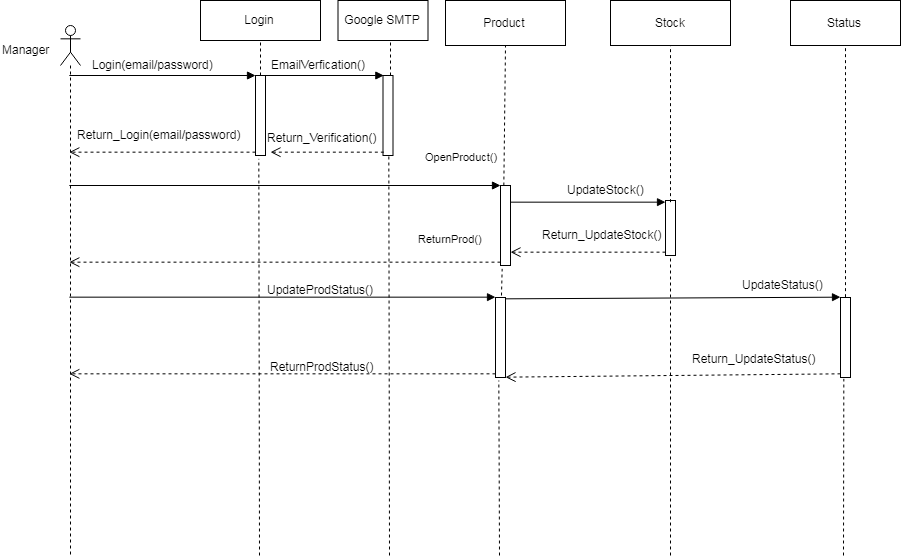 Login
Google SMTP
Product
Stock
Status
Manager
Login(email/password)
EmailVerfication()
Return_Login(email/password)
Return_Verification()
OpenProduct()
UpdateStock()
Return_UpdateStock()
ReturnProd()
UpdateProdStatus()
UpdateStatus()
Return_UpdateStatus()
ReturnProdStatus()